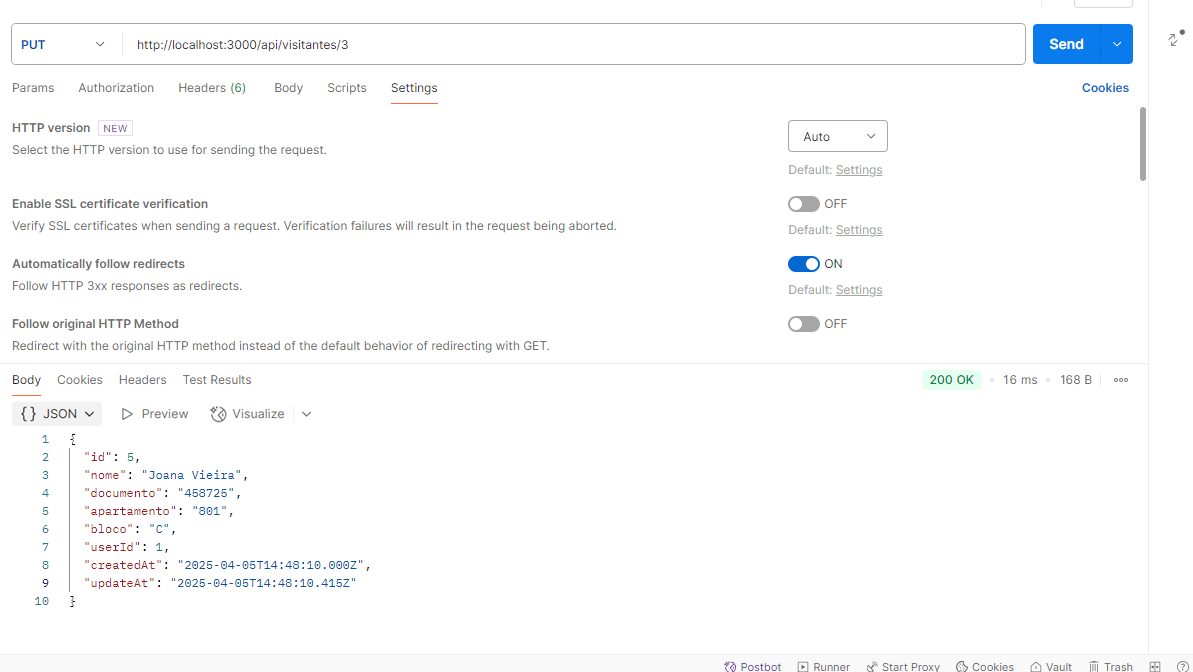 PUT http://localhost:3000/api/visitantes/3 Send
Params Authorization Headers (6) Body Scripts Settings Cookies
HTTP version NEW
Select the HTTP version to use for sending the request.
Auto
Default: Settings
Enable SSL certificate verification
Verify SSL certificates when sending a request. Verification failures will result in the request being aborted.
OFF
Default: Settings
Automatically follow redirects
Follow HTTP 3xx responses as redirects.
ON
Default: Settings
Follow original HTTP Method
Redirect with the original HTTP method instead of the default behavior of redirecting with GET.
OFF
Body Cookies Headers Test Results 200 OK • 16 ms • 168 B
{} JSON Preview Visualize
1 {
2 "id": 5,
3 "nome": "Joana Vieira",
4 "documento": "458725",
5 "apartamento": "801",
6 "bloco": "C",
7 "userId": 1,
8 "createdAt": "2025-04-05T14:48:10.000Z",
9 "updateAt": "2025-04-05T14:48:10.415Z"
10 }
Postbot Runner Start Proxy Cookies Vault Trash